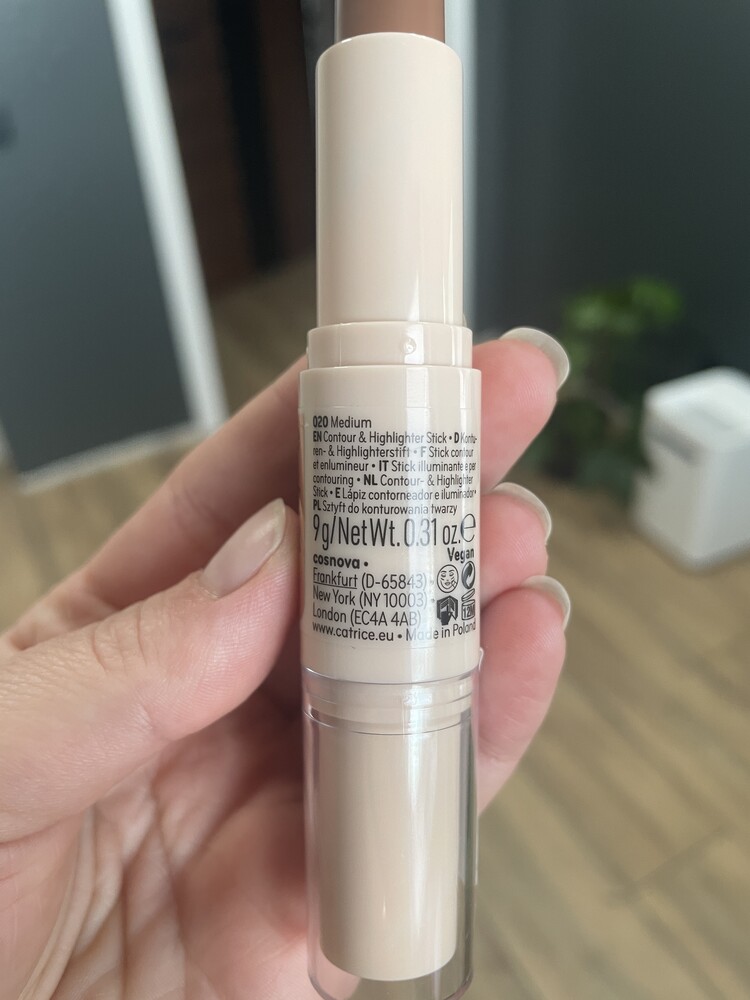 020 Medium
EN Contour & Highlighter Stick • D Kontu-
ren- & Highlighterstift • F Stick contour
et enlumineur • IT Stick illuminante e per
contouring • NL Contour- & Highlighter
Stick • E Lápiz contorneador e iluminador •
PL Sztyft do konturowania twarzy
9 g/Net Wt. 0.31 oz. ℮
Vegan
cosnova •
Frankfurt (D-65843) •
New York (NY 10003) •
London (EC4A 4AB)
12M
www.catrice.eu • Made in Poland